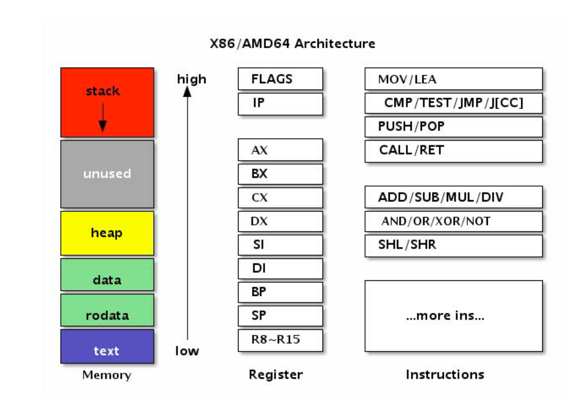 X86/AMD64 Architecture
stack
unused
heap
data
rodata
text
Memory
high
low
FLAGS
IP
AX
BX
CX
DX
SI
DI
BP
SP
R8~R15
Register
MOV/LEA
CMP/TEST/JMP/J[CC]
PUSH/POP
CALL/RET
ADD/SUB/MUL/DIV
AND/OR/XOR/NOT
SHL/SHR
...more ins...
Instructions